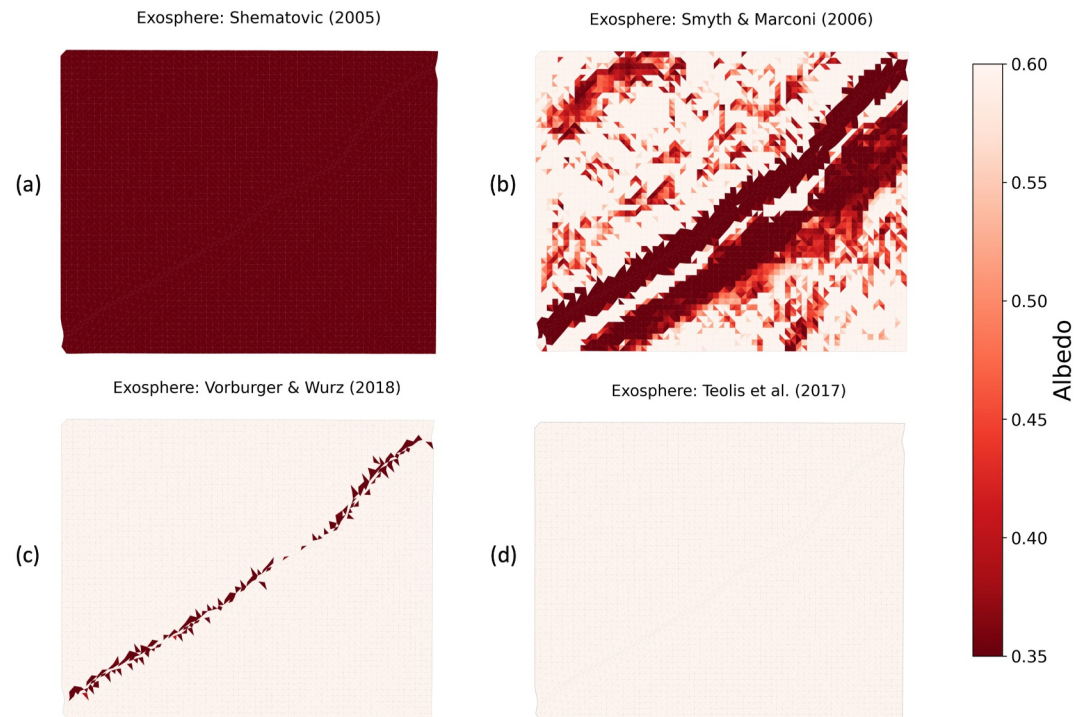 Exosphere: Shematovic (2005)
Exosphere: Smyth & Marconi (2006)
(a)
(b)
Exosphere: Vorburger & Wurz (2018)
Exosphere: Teolis et al. (2017)
(c)
(d)
0.60
0.55
0.50
0.45
0.40
0.35
Albedo